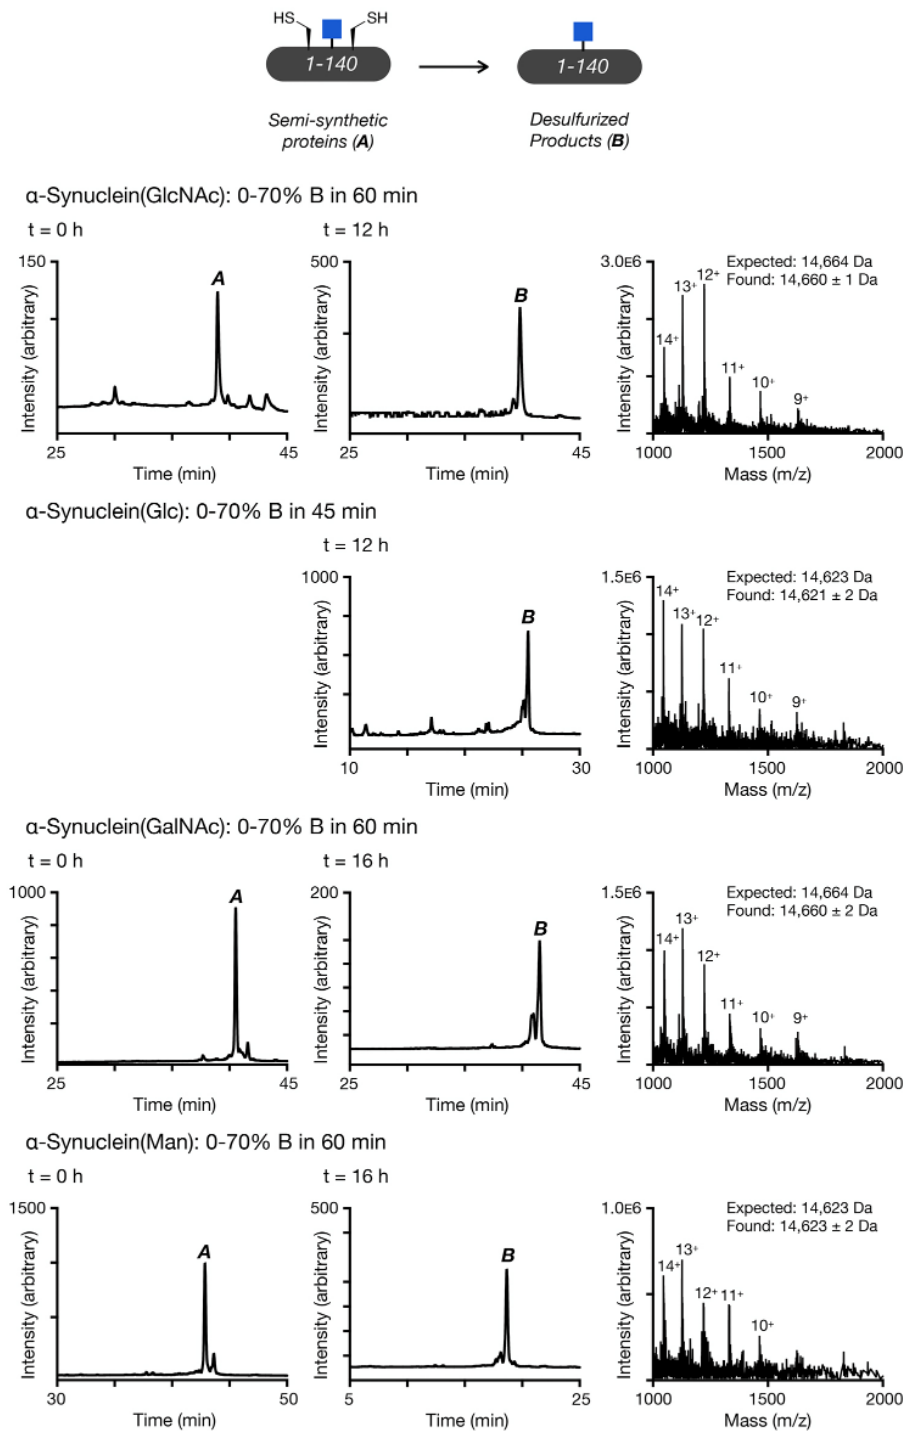 HS SH
1-140 1-140
Semi-synthetic Desulfurized
proteins (A) Products (B)
α-Synuclein(GlcNAc): 0-70% B in 60 min
t = 0 h t = 12 h
150 500 3.0E6 Expected: 14,664 Da
Found: 14,660 ± 1 Da
A B 14+ 13+ 12+ 11+ 10+ 9+
Intensity (arbitrary) Intensity (arbitrary) Intensity (arbitrary)
25 45 25 45 1000 1500 2000
Time (min) Time (min) Mass (m/z)
α-Synuclein(Glc): 0-70% B in 45 min
t = 12 h
1000 1.5E6 Expected: 14,623 Da
Found: 14,621 ± 2 Da
B 14+ 13+ 12+ 11+ 10+ 9+
Intensity (arbitrary) Intensity (arbitrary)
10 30 1000 1500 2000
Time (min) Mass (m/z)
α-Synuclein(GalNAc): 0-70% B in 60 min
t = 0 h t = 16 h
1000 200 1.5E6 Expected: 14,664 Da
Found: 14,660 ± 2 Da
A B 14+ 13+ 12+ 11+ 10+ 9+
Intensity (arbitrary) Intensity (arbitrary) Intensity (arbitrary)
25 45 25 45 1000 1500 2000
Time (min) Time (min) Mass (m/z)
α-Synuclein(Man): 0-70% B in 60 min
t = 0 h t = 16 h
1500 500 1.0E6 Expected: 14,623 Da
Found: 14,623 ± 2 Da
A B 14+ 13+ 12+ 11+ 10+
Intensity (arbitrary) Intensity (arbitrary) Intensity (arbitrary)
30 50 5 25 1000 1500 2000
Time (min) Time (min) Mass (m/z)